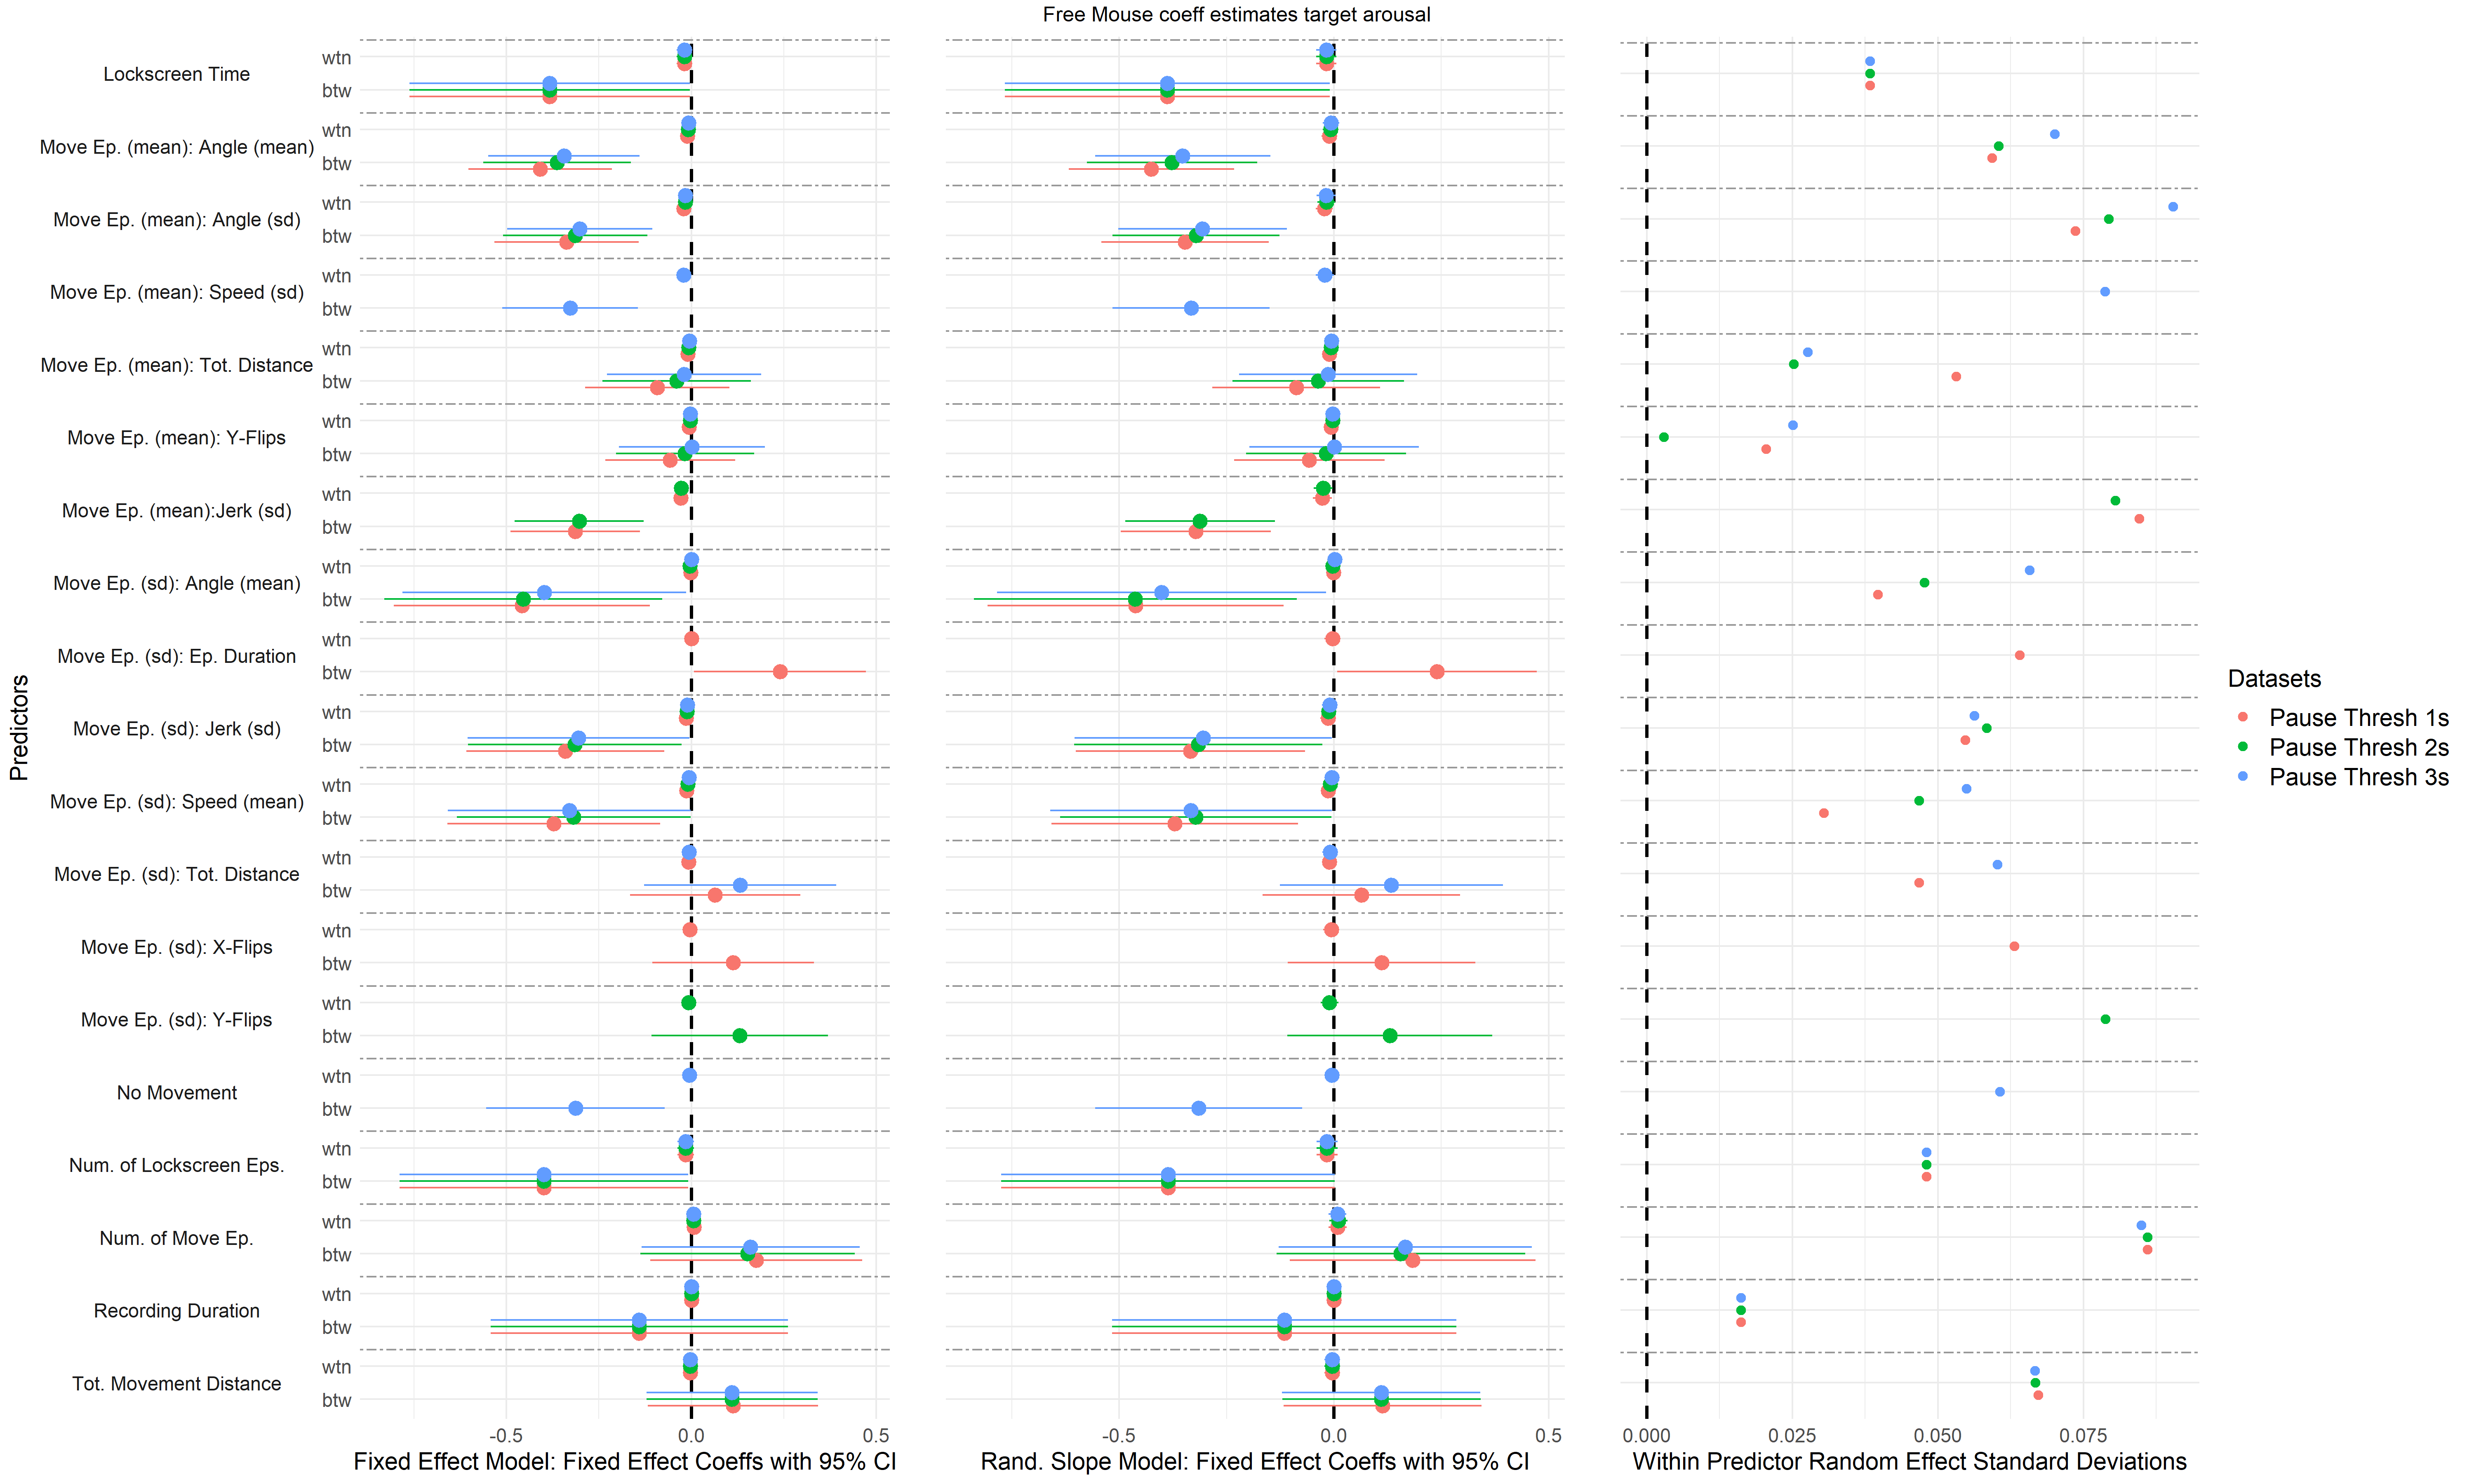 Free Mouse coeff estimates target arousal
Predictors
Lockscreen Time
wtn
btw
Move Ep. (mean): Angle (mean)
wtn
btw
Move Ep. (mean): Angle (sd)
wtn
btw
Move Ep. (mean): Speed (sd)
wtn
btw
Move Ep. (mean): Tot. Distance
wtn
btw
Move Ep. (mean): Y-Flips
wtn
btw
Move Ep. (mean):Jerk (sd)
wtn
btw
Move Ep. (sd): Angle (mean)
wtn
btw
Move Ep. (sd): Ep. Duration
wtn
btw
Move Ep. (sd): Jerk (sd)
wtn
btw
Move Ep. (sd): Speed (mean)
wtn
btw
Move Ep. (sd): Tot. Distance
wtn
btw
Move Ep. (sd): X-Flips
wtn
btw
Move Ep. (sd): Y-Flips
wtn
btw
No Movement
wtn
btw
Num. of Lockscreen Eps.
wtn
btw
Num. of Move Ep.
wtn
btw
Recording Duration
wtn
btw
Tot. Movement Distance
wtn
btw
-0.5 0.0 0.5
Fixed Effect Model: Fixed Effect Coeffs with 95% CI
-0.5 0.0 0.5
Rand. Slope Model: Fixed Effect Coeffs with 95% CI
0.000 0.025 0.050 0.075
Within Predictor Random Effect Standard Deviations
Datasets
Pause Thresh 1s
Pause Thresh 2s
Pause Thresh 3s